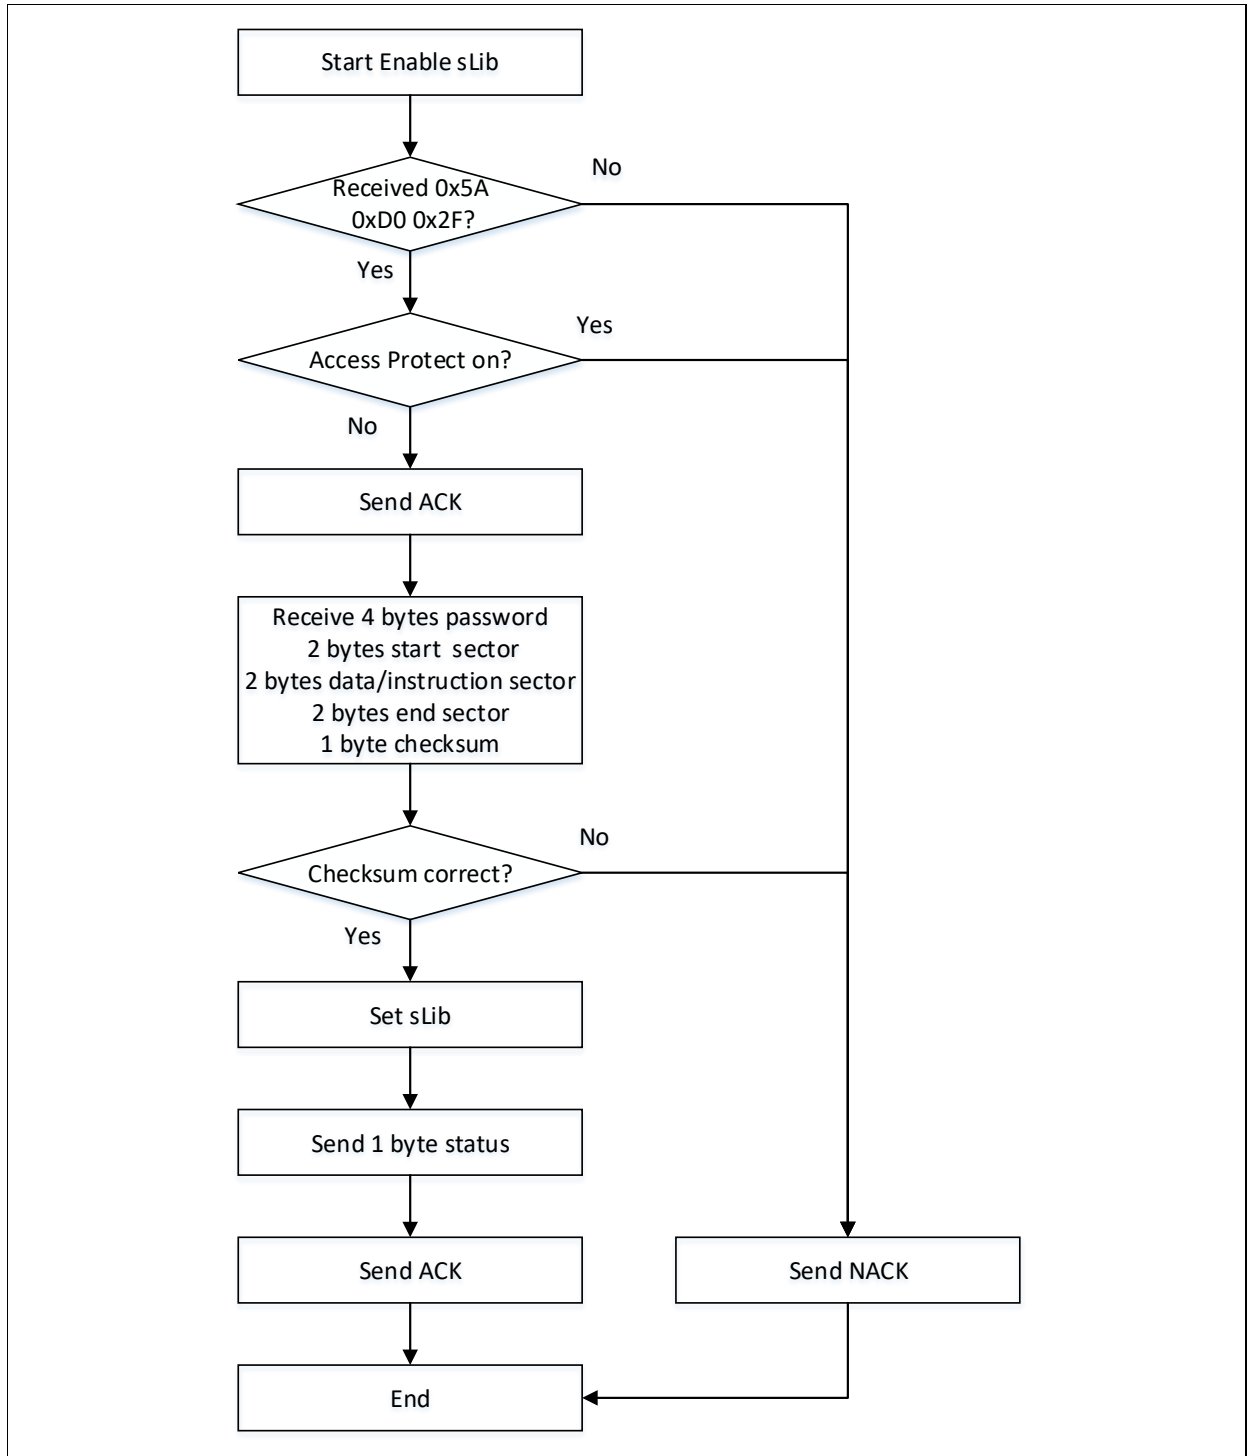 Start Enable sLib
No
Received 0x5A
0xD0 0x2F?
Yes
Yes
Access Protect on?
No
Send ACK
Receive 4 bytes password
2 bytes start sector
2 bytes data/instruction sector
2 bytes end sector
1 byte checksum
No
Checksum correct?
Yes
Set sLib
Send 1 byte status
Send ACK
Send NACK
End